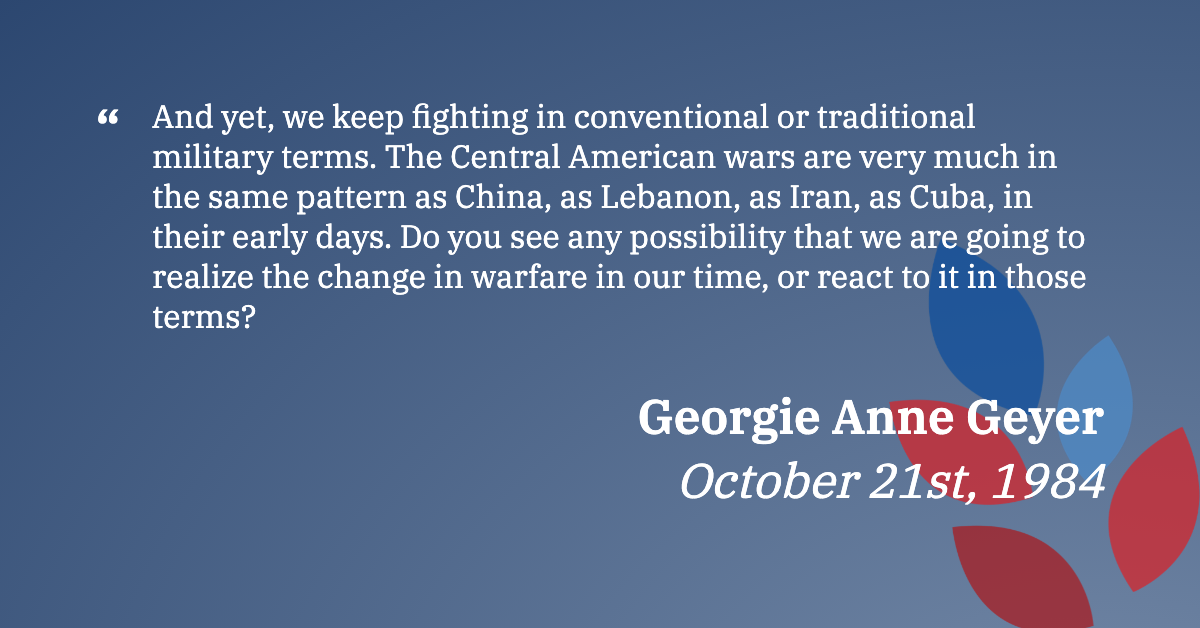 “ And yet, we keep fighting in conventional or traditional
military terms. The Central American wars are very much in
the same pattern as China, as Lebanon, as Iran, as Cuba, in
their early days. Do you see any possibility that we are going to
realize the change in warfare in our time, or react to it in those
terms?
Georgie Anne Geyer
October 21st, 1984